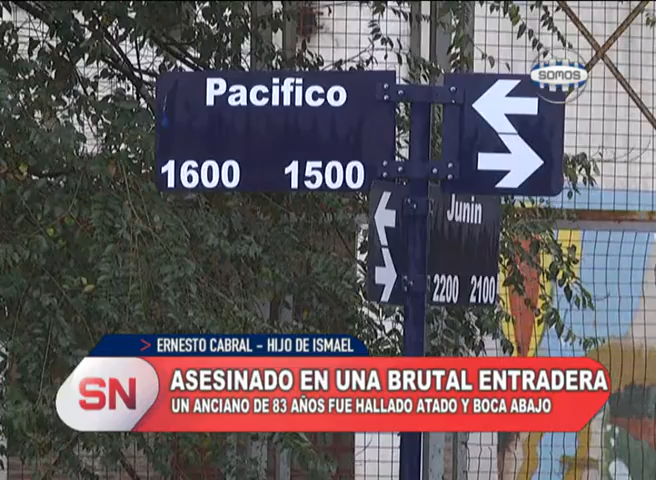 SOMOS
Pacífico
1600 1500
Junin
2200 2100
> ERNESTO CABRAL - HIJO DE ISMAEL
SN
ASESINADO EN UNA BRUTAL ENTRADERA
UN ANCIANO DE 83 AÑOS FUE HALLADO ATADO Y BOCA ABAJO